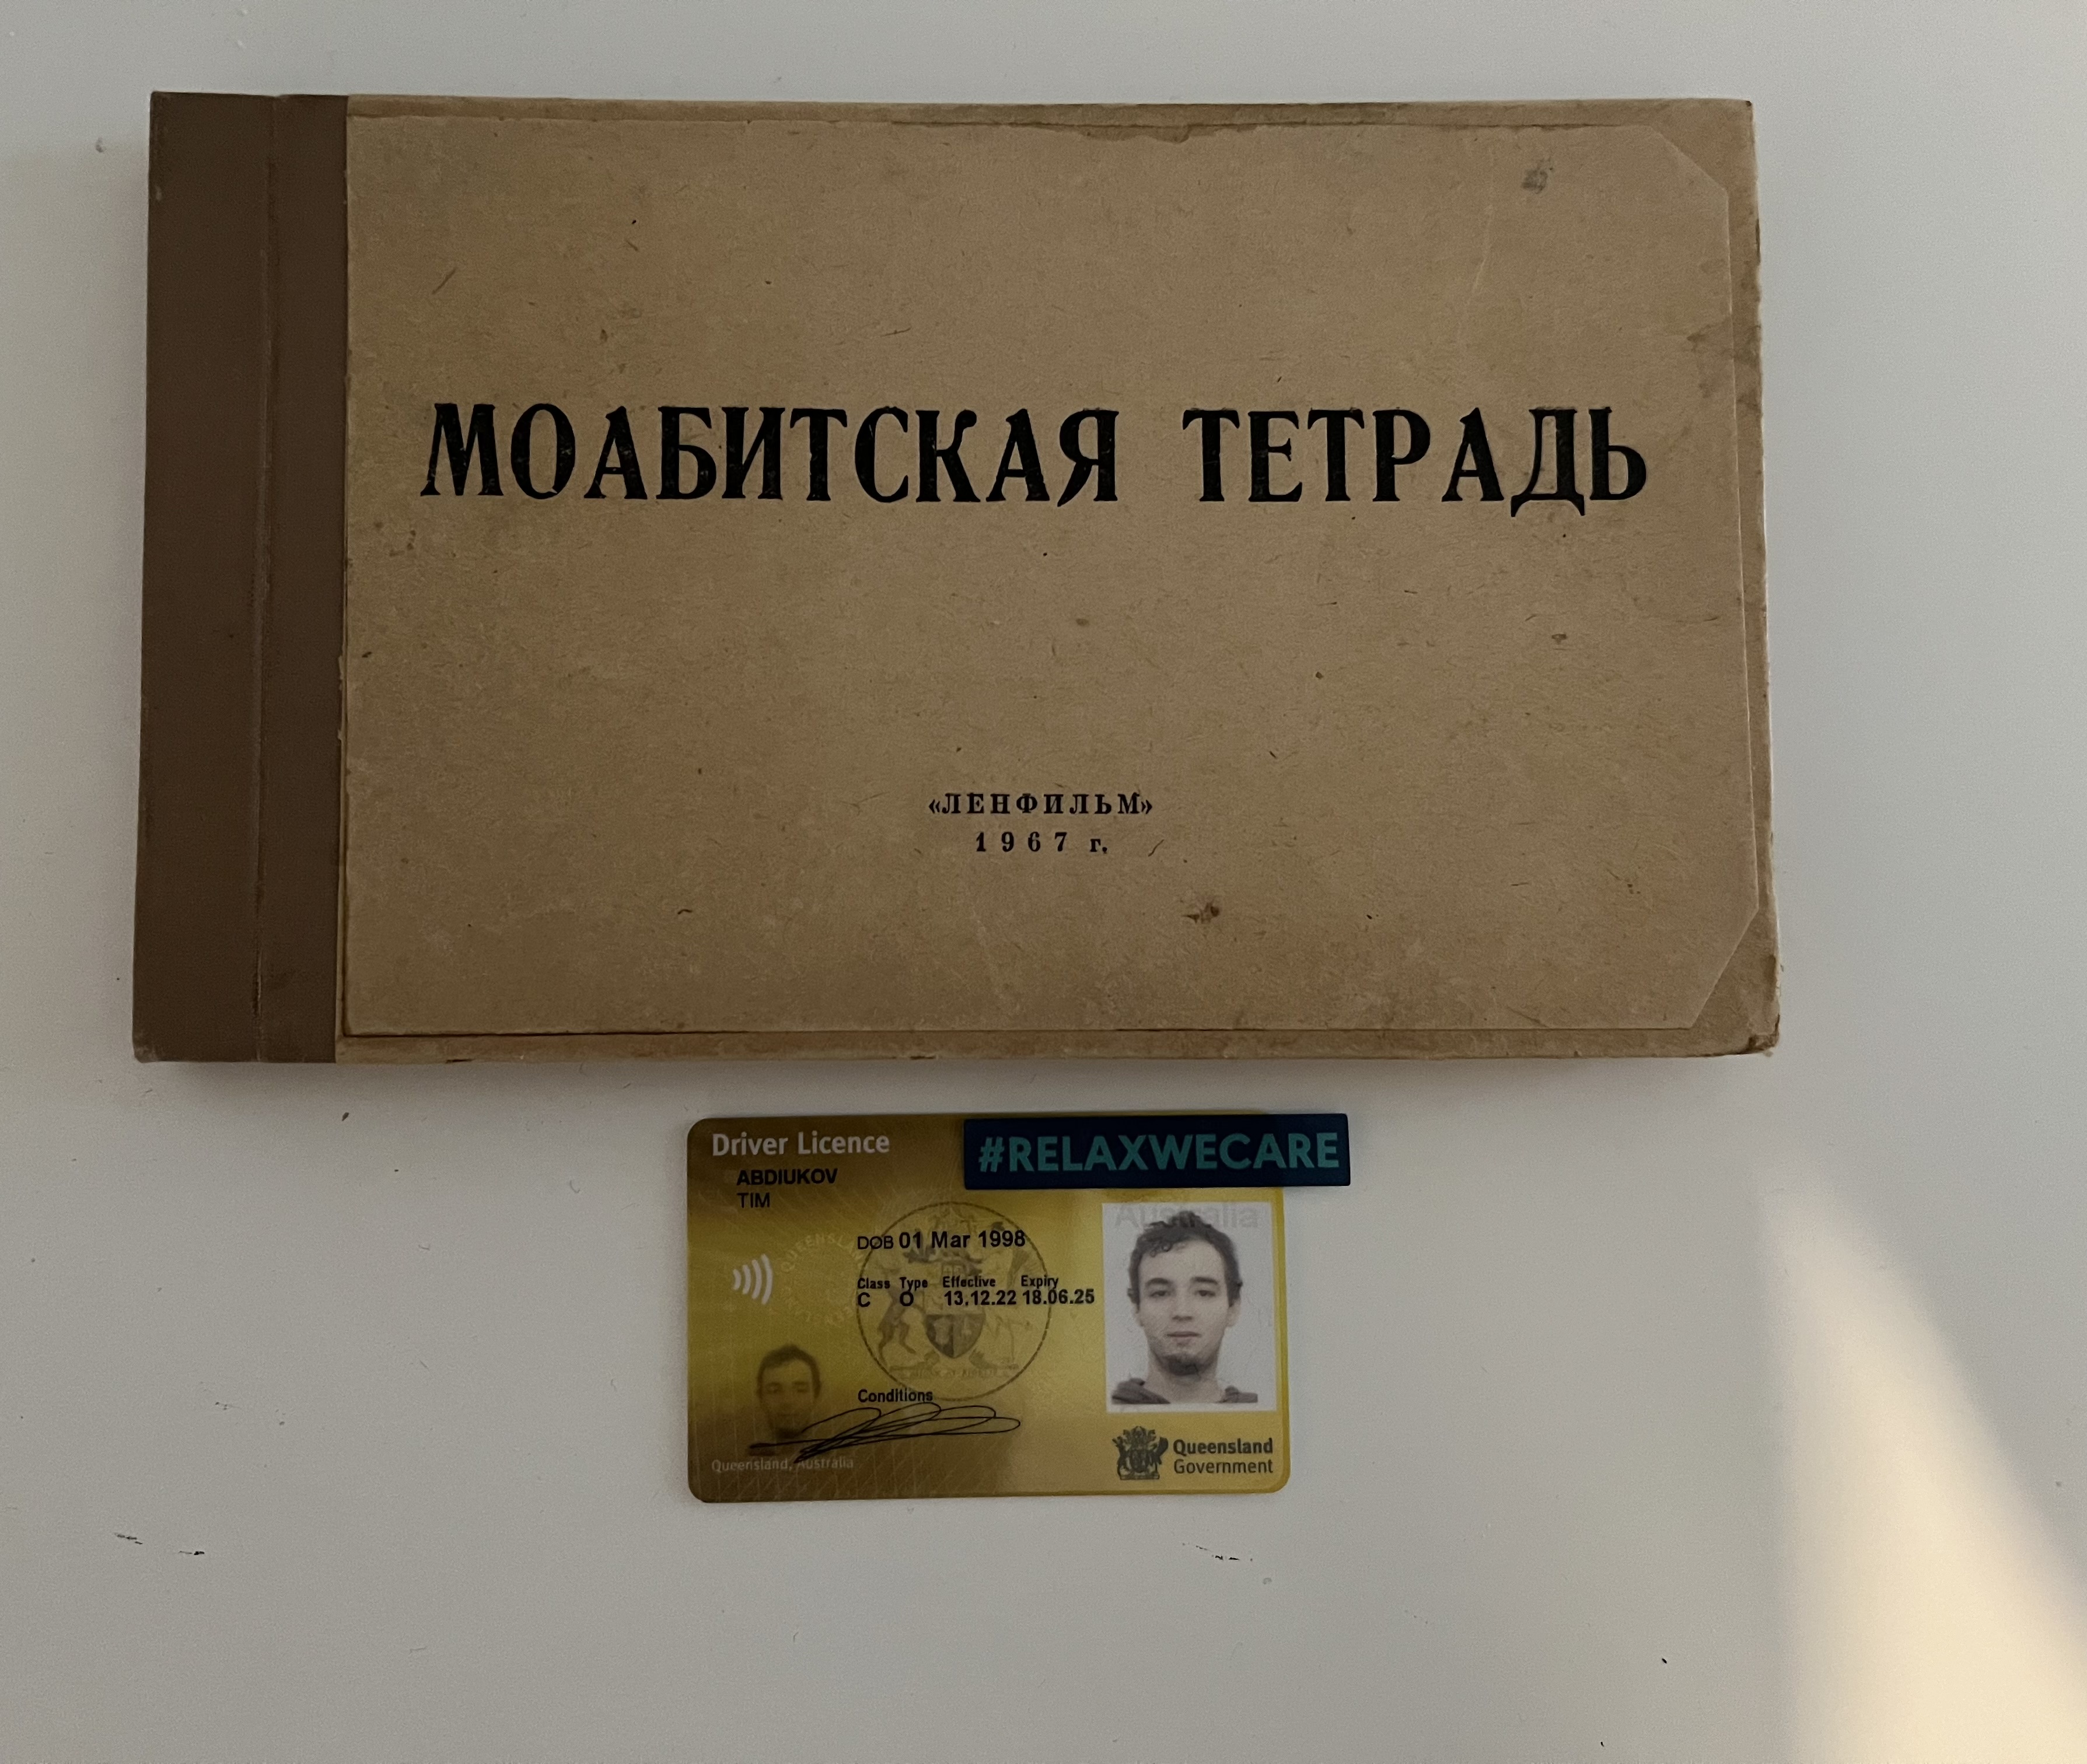 МОАБИТСКАЯ ТЕТРАДЬ
«ЛЕНФИЛЬМ»
1967 г.
Driver Licence
#RELAXWECARE
ABDIUKOV
TIM
Australia
DOB 01 Mar 1998
QUEENSLAND
Class Type Effective Expiry
C O 13.12.22 18.06.25
Conditions
Queensland, Australia
Queensland
Government